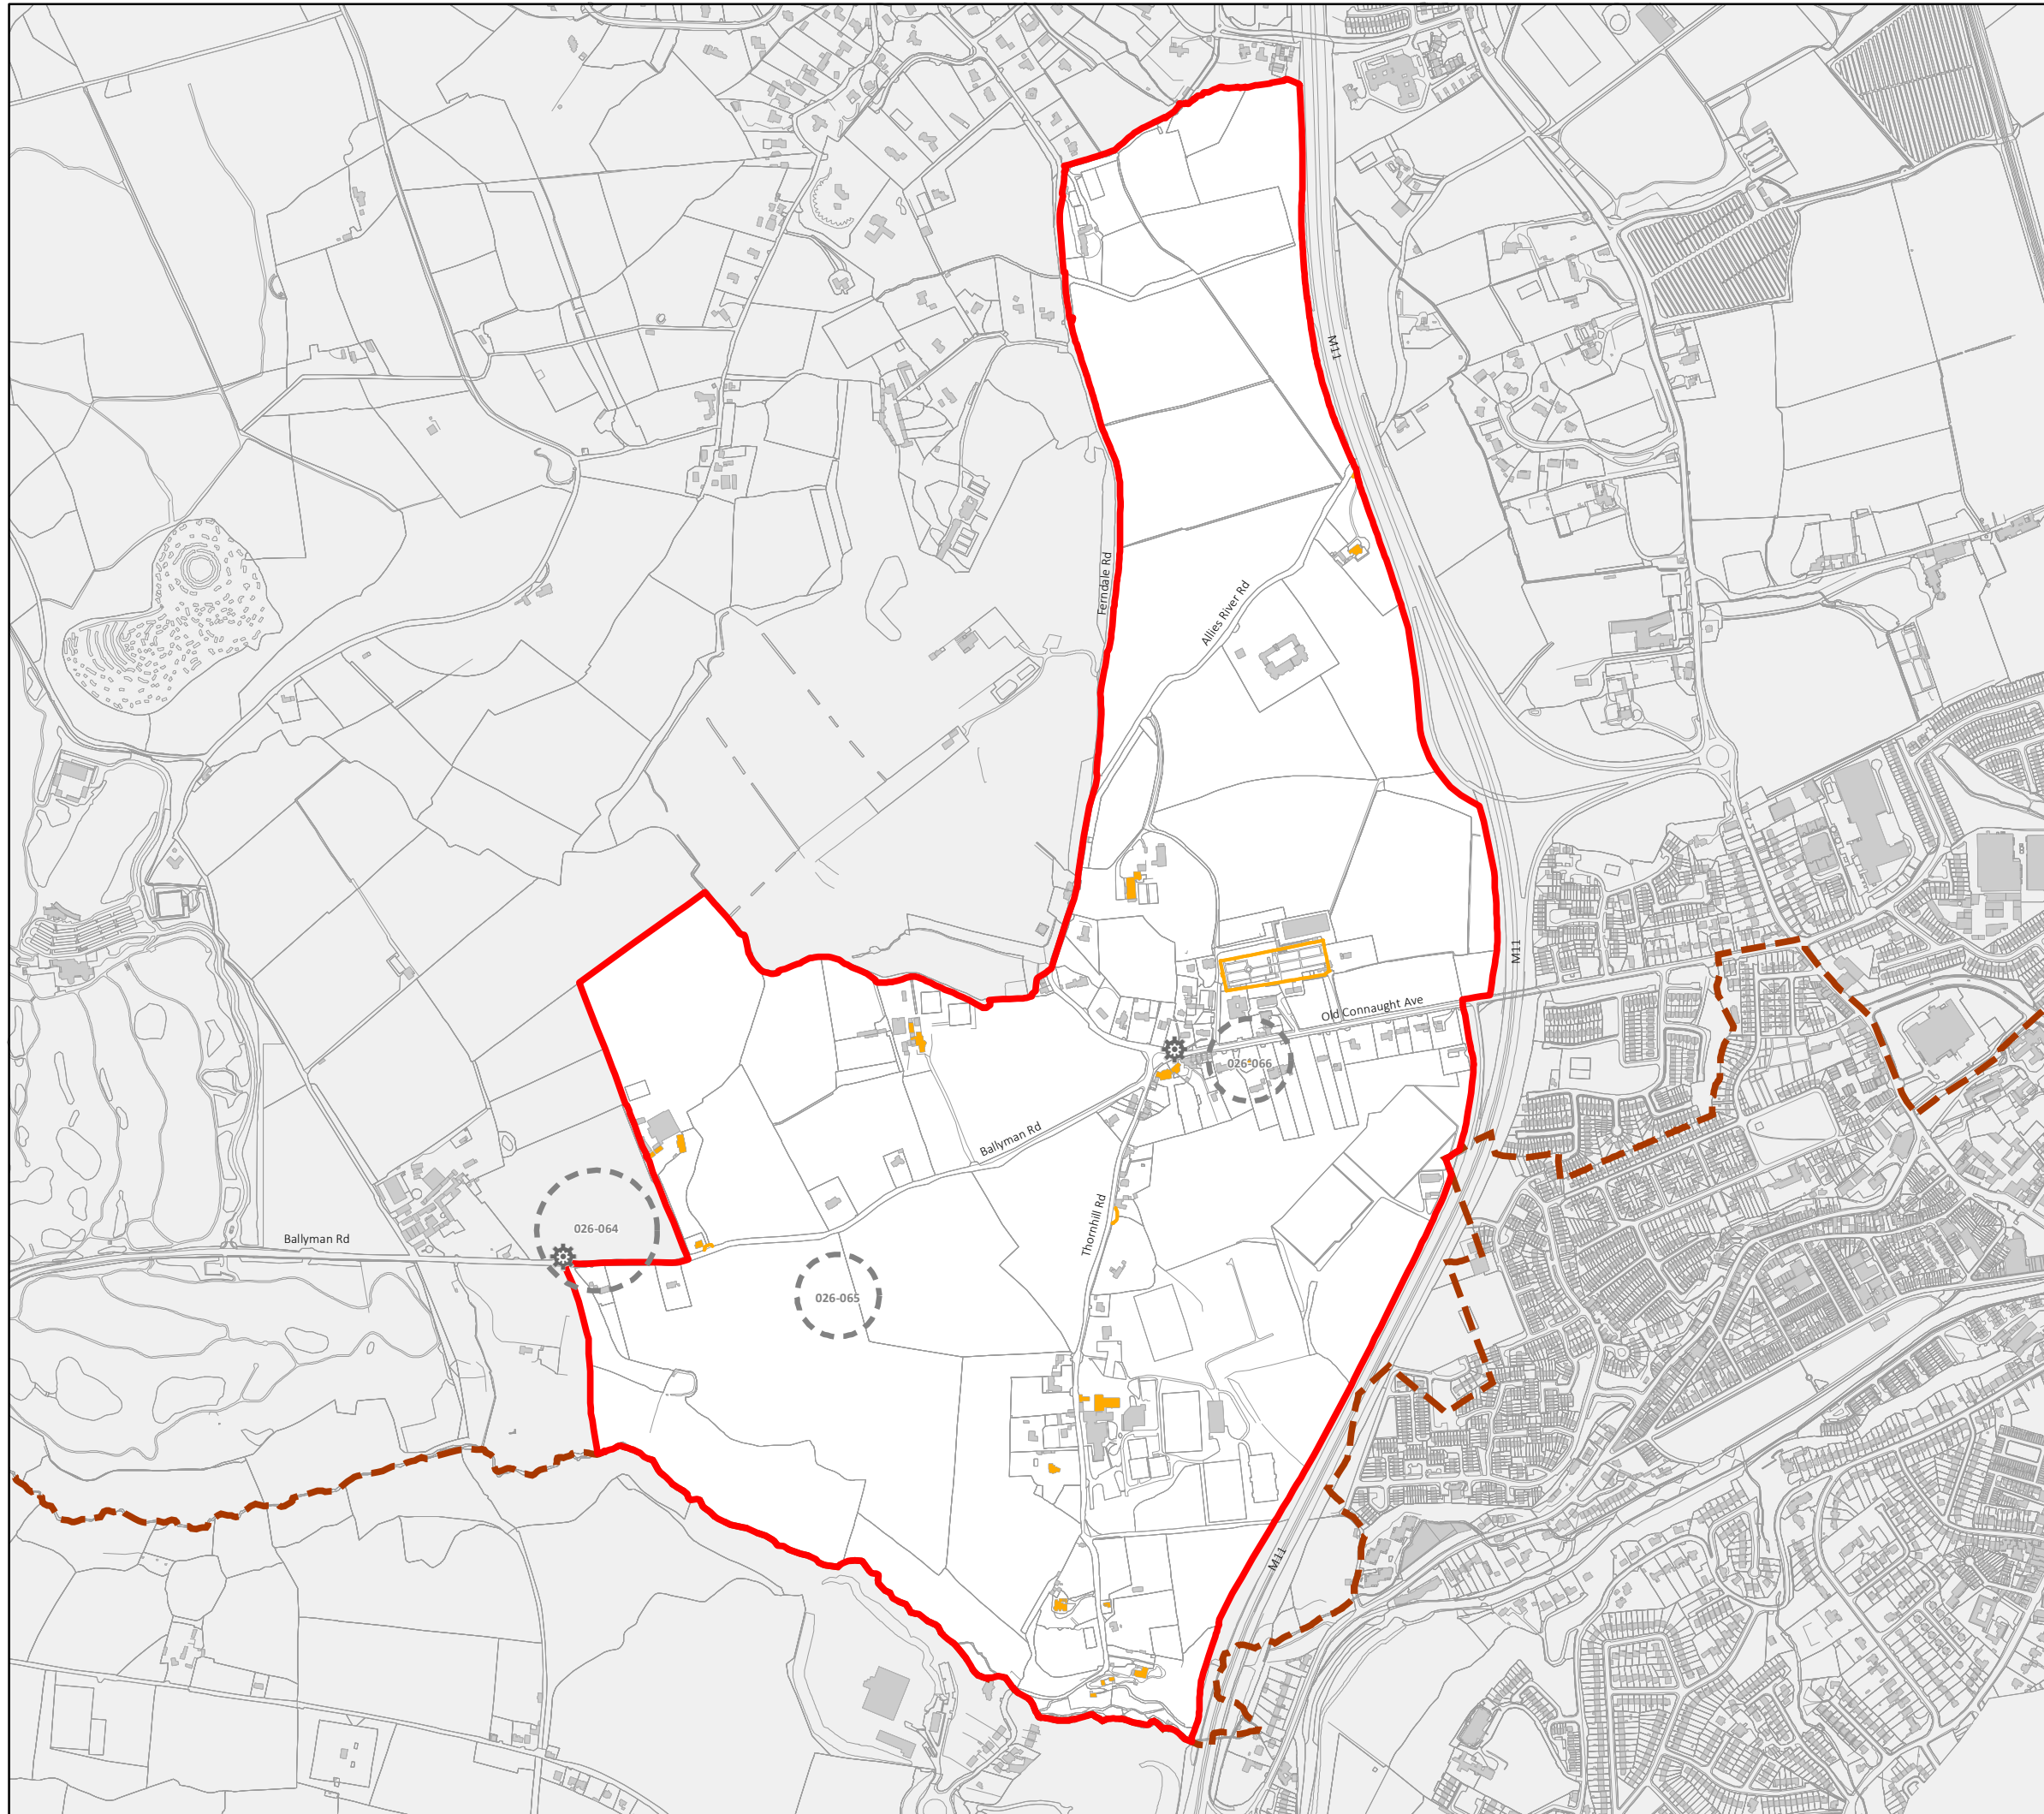 M11
Ferndale Rd
Allies River Rd
M11
Old Connaught Ave
026-066
Ballyman Rd
Thornhill Rd
026-064
Ballyman Rd
026-065
M11